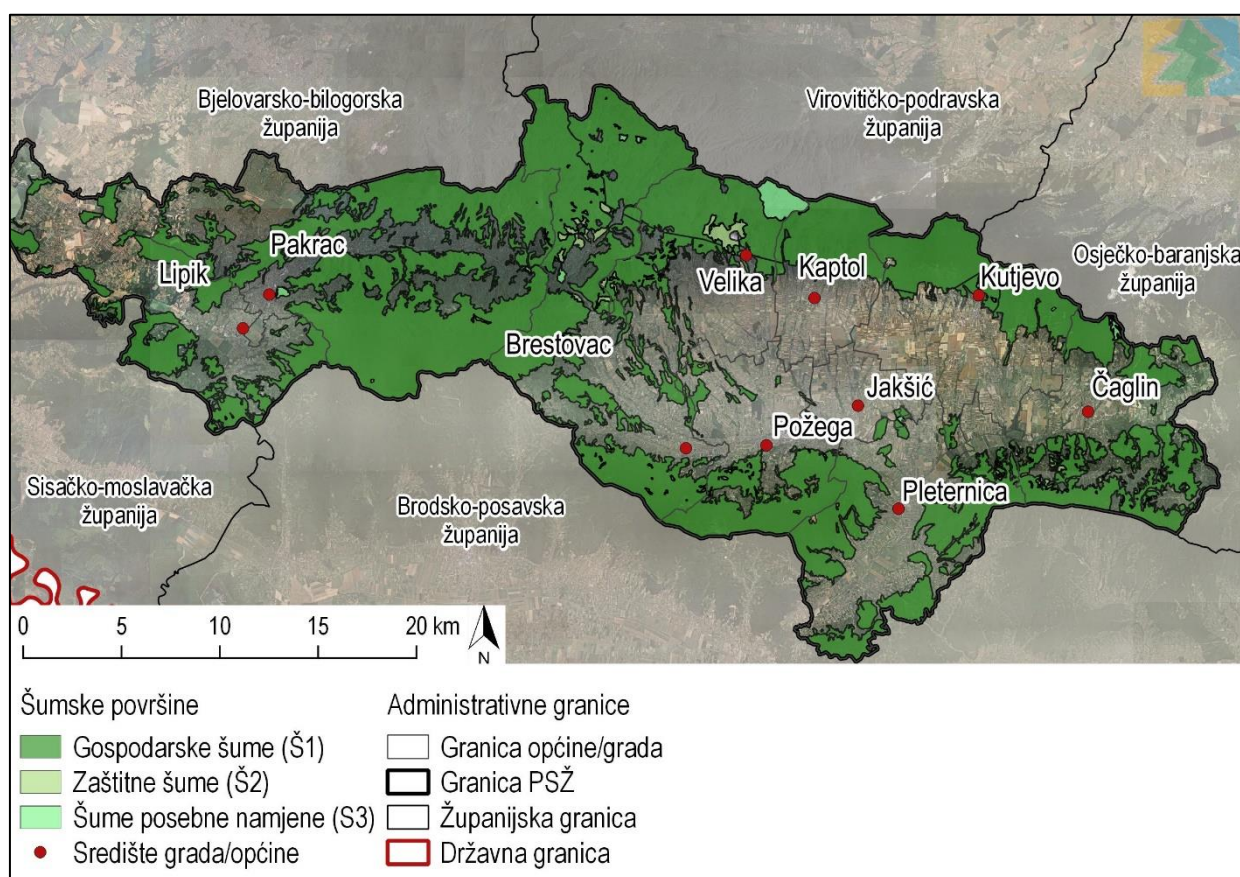 Bjelovarsko-bilogorska
županija
Virovitičko-podravska
županija
Osječko-baranjska
županija
Pakrac
Lipik
Velika
Kaptol
Kutjevo
Brestovac
Jakšić
Čaglin
Požega
Pleternica
Sisačko-moslavačka
županija
Brodsko-posavska
županija
0 5 10 15 20 km
N
Šumske površine
Gospodarske šume (Š1)
Zaštitne šume (Š2)
Šume posebne namjene (S3)
Središte grada/općine
Administrativne granice
Granica općine/grada
Granica PSŽ
Županijska granica
Državna granica